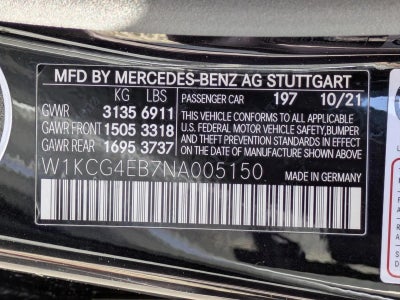 MFD BY MERCEDES-BENZ AG STUTTGART
KG LBS
PASSENGER CAR 197 10/21
GVWR 3135 6911
GAWR FRONT 1505 3318
GAWR REAR 1695 3737
THIS VEHICLE CONFORMS TO ALL APPLICABLE
U.S. FEDERAL MOTOR VEHICLE SAFETY,BUMPER
AND THEFT PREVENTION STANDARDS IN EFFECT
ON THE DATE OF MANUFACTURE SHOWN ABOVE.
W1KCG4EB7NA005150
MADE IN GERMANY